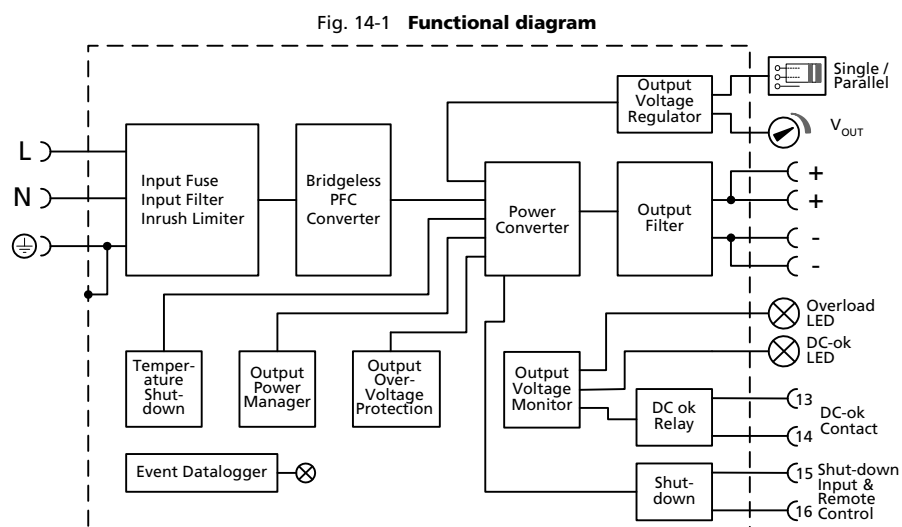 Fig. 14-1 Functional diagram
Output
Voltage
Regulator
Single /
Parallel
VOUT
L
N
Input Fuse
Input Filter
Inrush Limiter
Bridgeless
PFC
Converter
Power
Converter
Output
Filter
+
+
-
-
Temper-
ature
Shut-
down
Output
Power
Manager
Output
Over-
Voltage
Protection
Output
Voltage
Monitor
Overload
LED
DC-ok
LED
DC ok
Relay
13
14
DC-ok
Contact
Event Datalogger
Shut-
down
15
16
Shut-down
Input &
Remote
Control